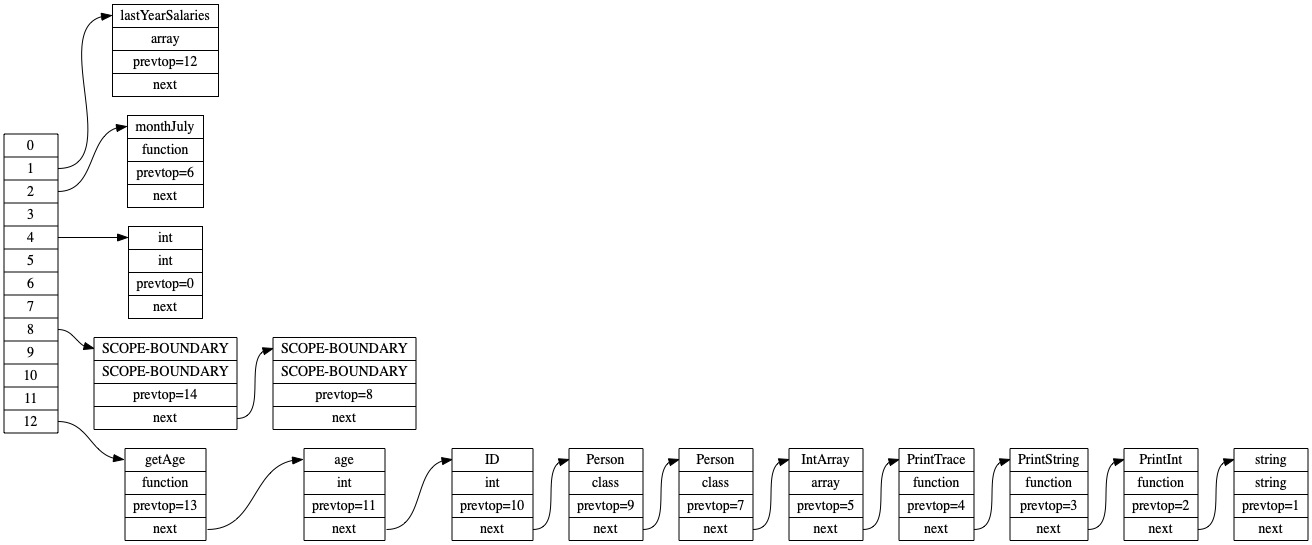 lastYearSalaries
array
prevtop=12
next
monthJuly
function
prevtop=6
next
0
1
2
3
4
5
6
7
8
9
10
11
12
int
int
prevtop=0
next
SCOPE-BOUNDARY
SCOPE-BOUNDARY
prevtop=14
next
SCOPE-BOUNDARY
SCOPE-BOUNDARY
prevtop=8
next
getAge
function
prevtop=13
next
age
int
prevtop=11
next
ID
int
prevtop=10
next
Person
class
prevtop=9
next
Person
class
prevtop=7
next
IntArray
array
prevtop=5
next
PrintTrace
function
prevtop=4
next
PrintString
function
prevtop=3
next
PrintInt
function
prevtop=2
next
string
string
prevtop=1
next